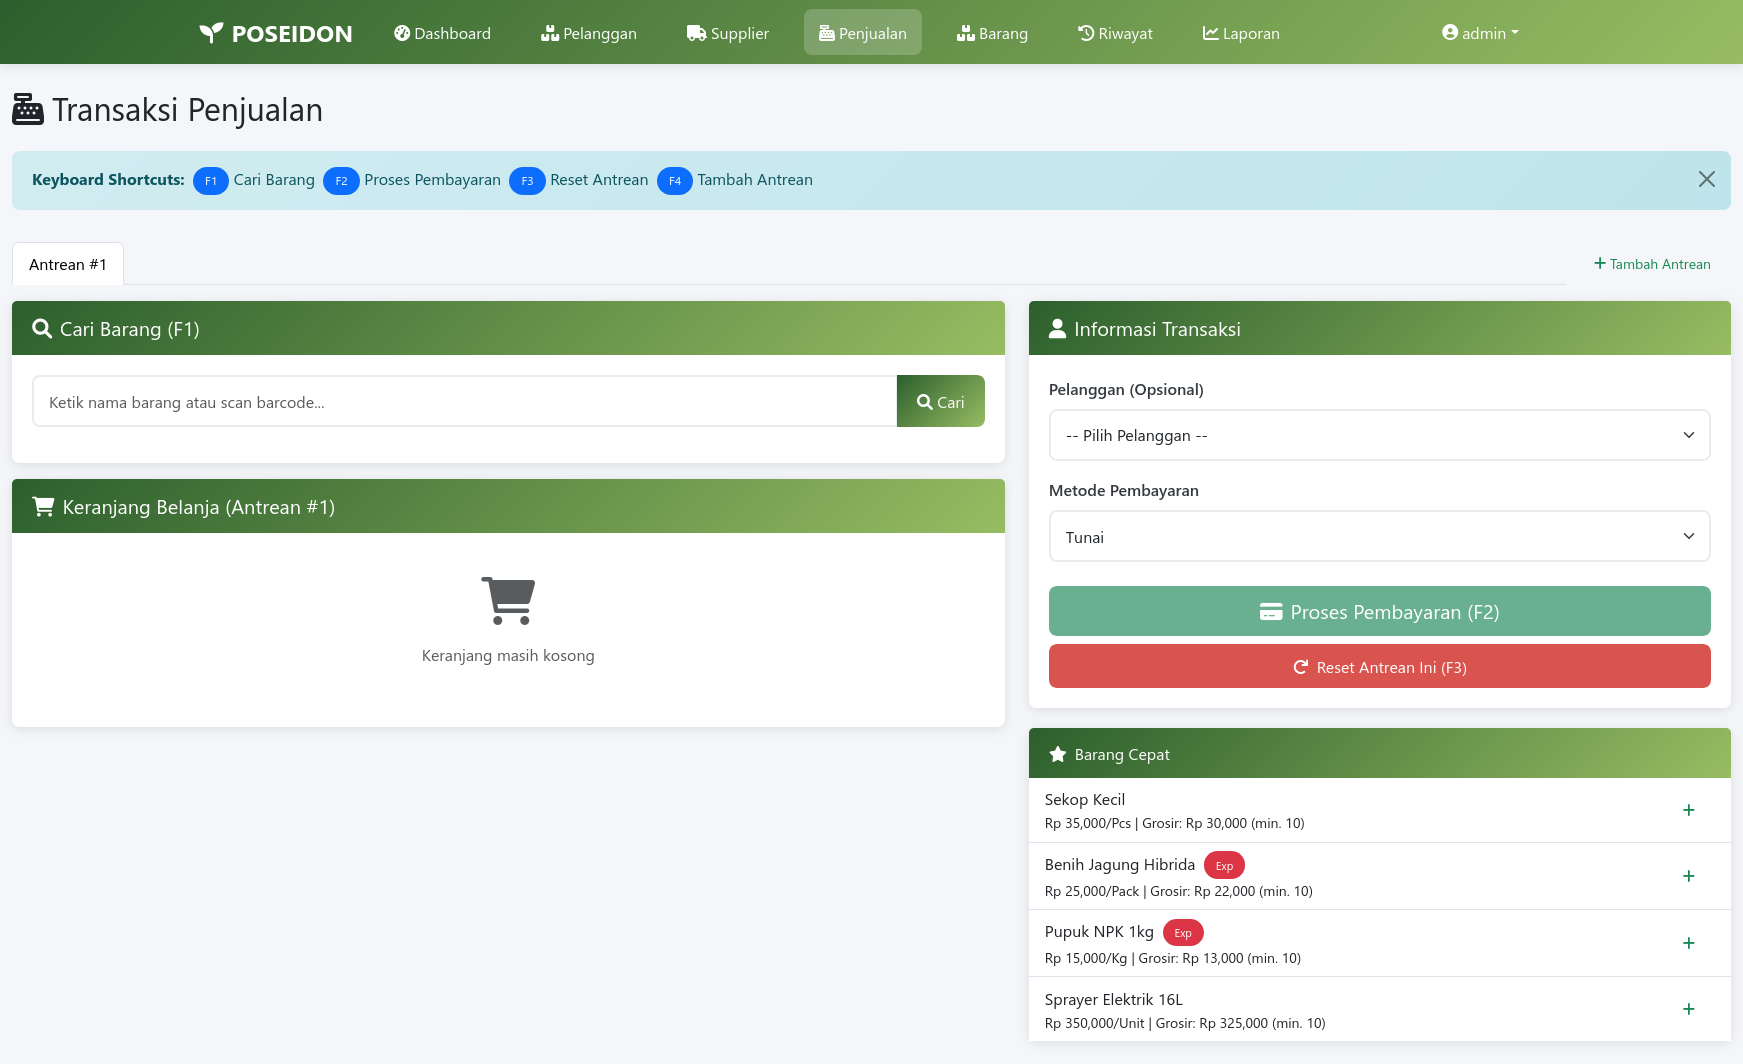 POSEIDON Dashboard Pelanggan Supplier Penjualan Barang Riwayat Laporan admin
Transaksi Penjualan
Keyboard Shortcuts: F1 Cari Barang F2 Proses Pembayaran F3 Reset Antrean F4 Tambah Antrean
Antrean #1
Tambah Antrean
Cari Barang (F1)
Ketik nama barang atau scan barcode...
Cari
Keranjang Belanja (Antrean #1)
Keranjang masih kosong
Informasi Transaksi
Pelanggan (Opsional)
-- Pilih Pelanggan --
Metode Pembayaran
Tunai
Proses Pembayaran (F2)
Reset Antrean Ini (F3)
Barang Cepat
Sekop Kecil
Rp 35,000/Pcs | Grosir: Rp 30,000 (min. 10)
Benih Jagung Hibrida Exp
Rp 25,000/Pack | Grosir: Rp 22,000 (min. 10)
Pupuk NPK 1kg Exp
Rp 15,000/Kg | Grosir: Rp 13,000 (min. 10)
Sprayer Elektrik 16L
Rp 350,000/Unit | Grosir: Rp 325,000 (min. 10)